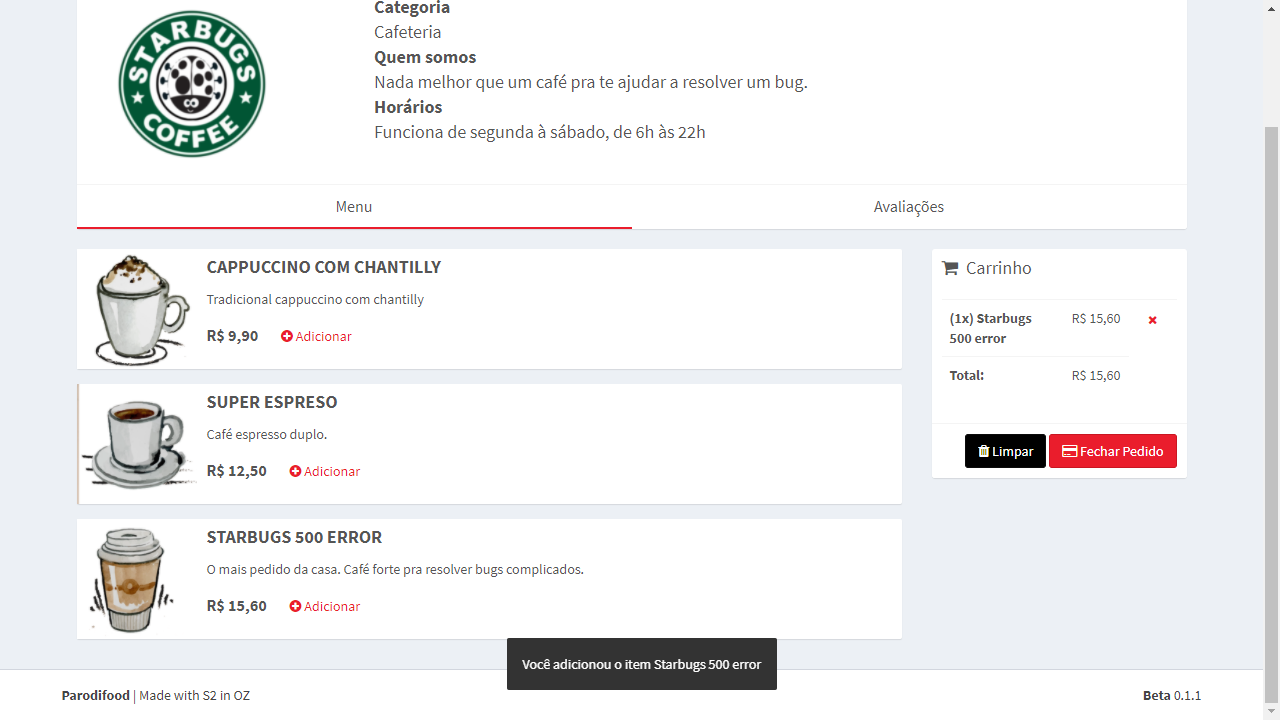 STARBUGS
COFFEE
Categoria
Cafeteria
Quem somos
Nada melhor que um café pra te ajudar a resolver um bug.
Horários
Funciona de segunda à sábado, de 6h às 22h
Menu
Avaliações
CAPPUCCINO COM CHANTILLY
Tradicional cappuccino com chantilly
R$ 9,90 Adicionar
SUPER ESPRESO
Café espresso duplo.
R$ 12,50 Adicionar
STARBUGS 500 ERROR
O mais pedido da casa. Café forte pra resolver bugs complicados.
R$ 15,60 Adicionar
Carrinho
(1x) Starbugs R$ 15,60
500 error
Total: R$ 15,60
Limpar Fechar Pedido
Você adicionou o item Starbugs 500 error
Parodifood | Made with S2 in OZ
Beta 0.1.1